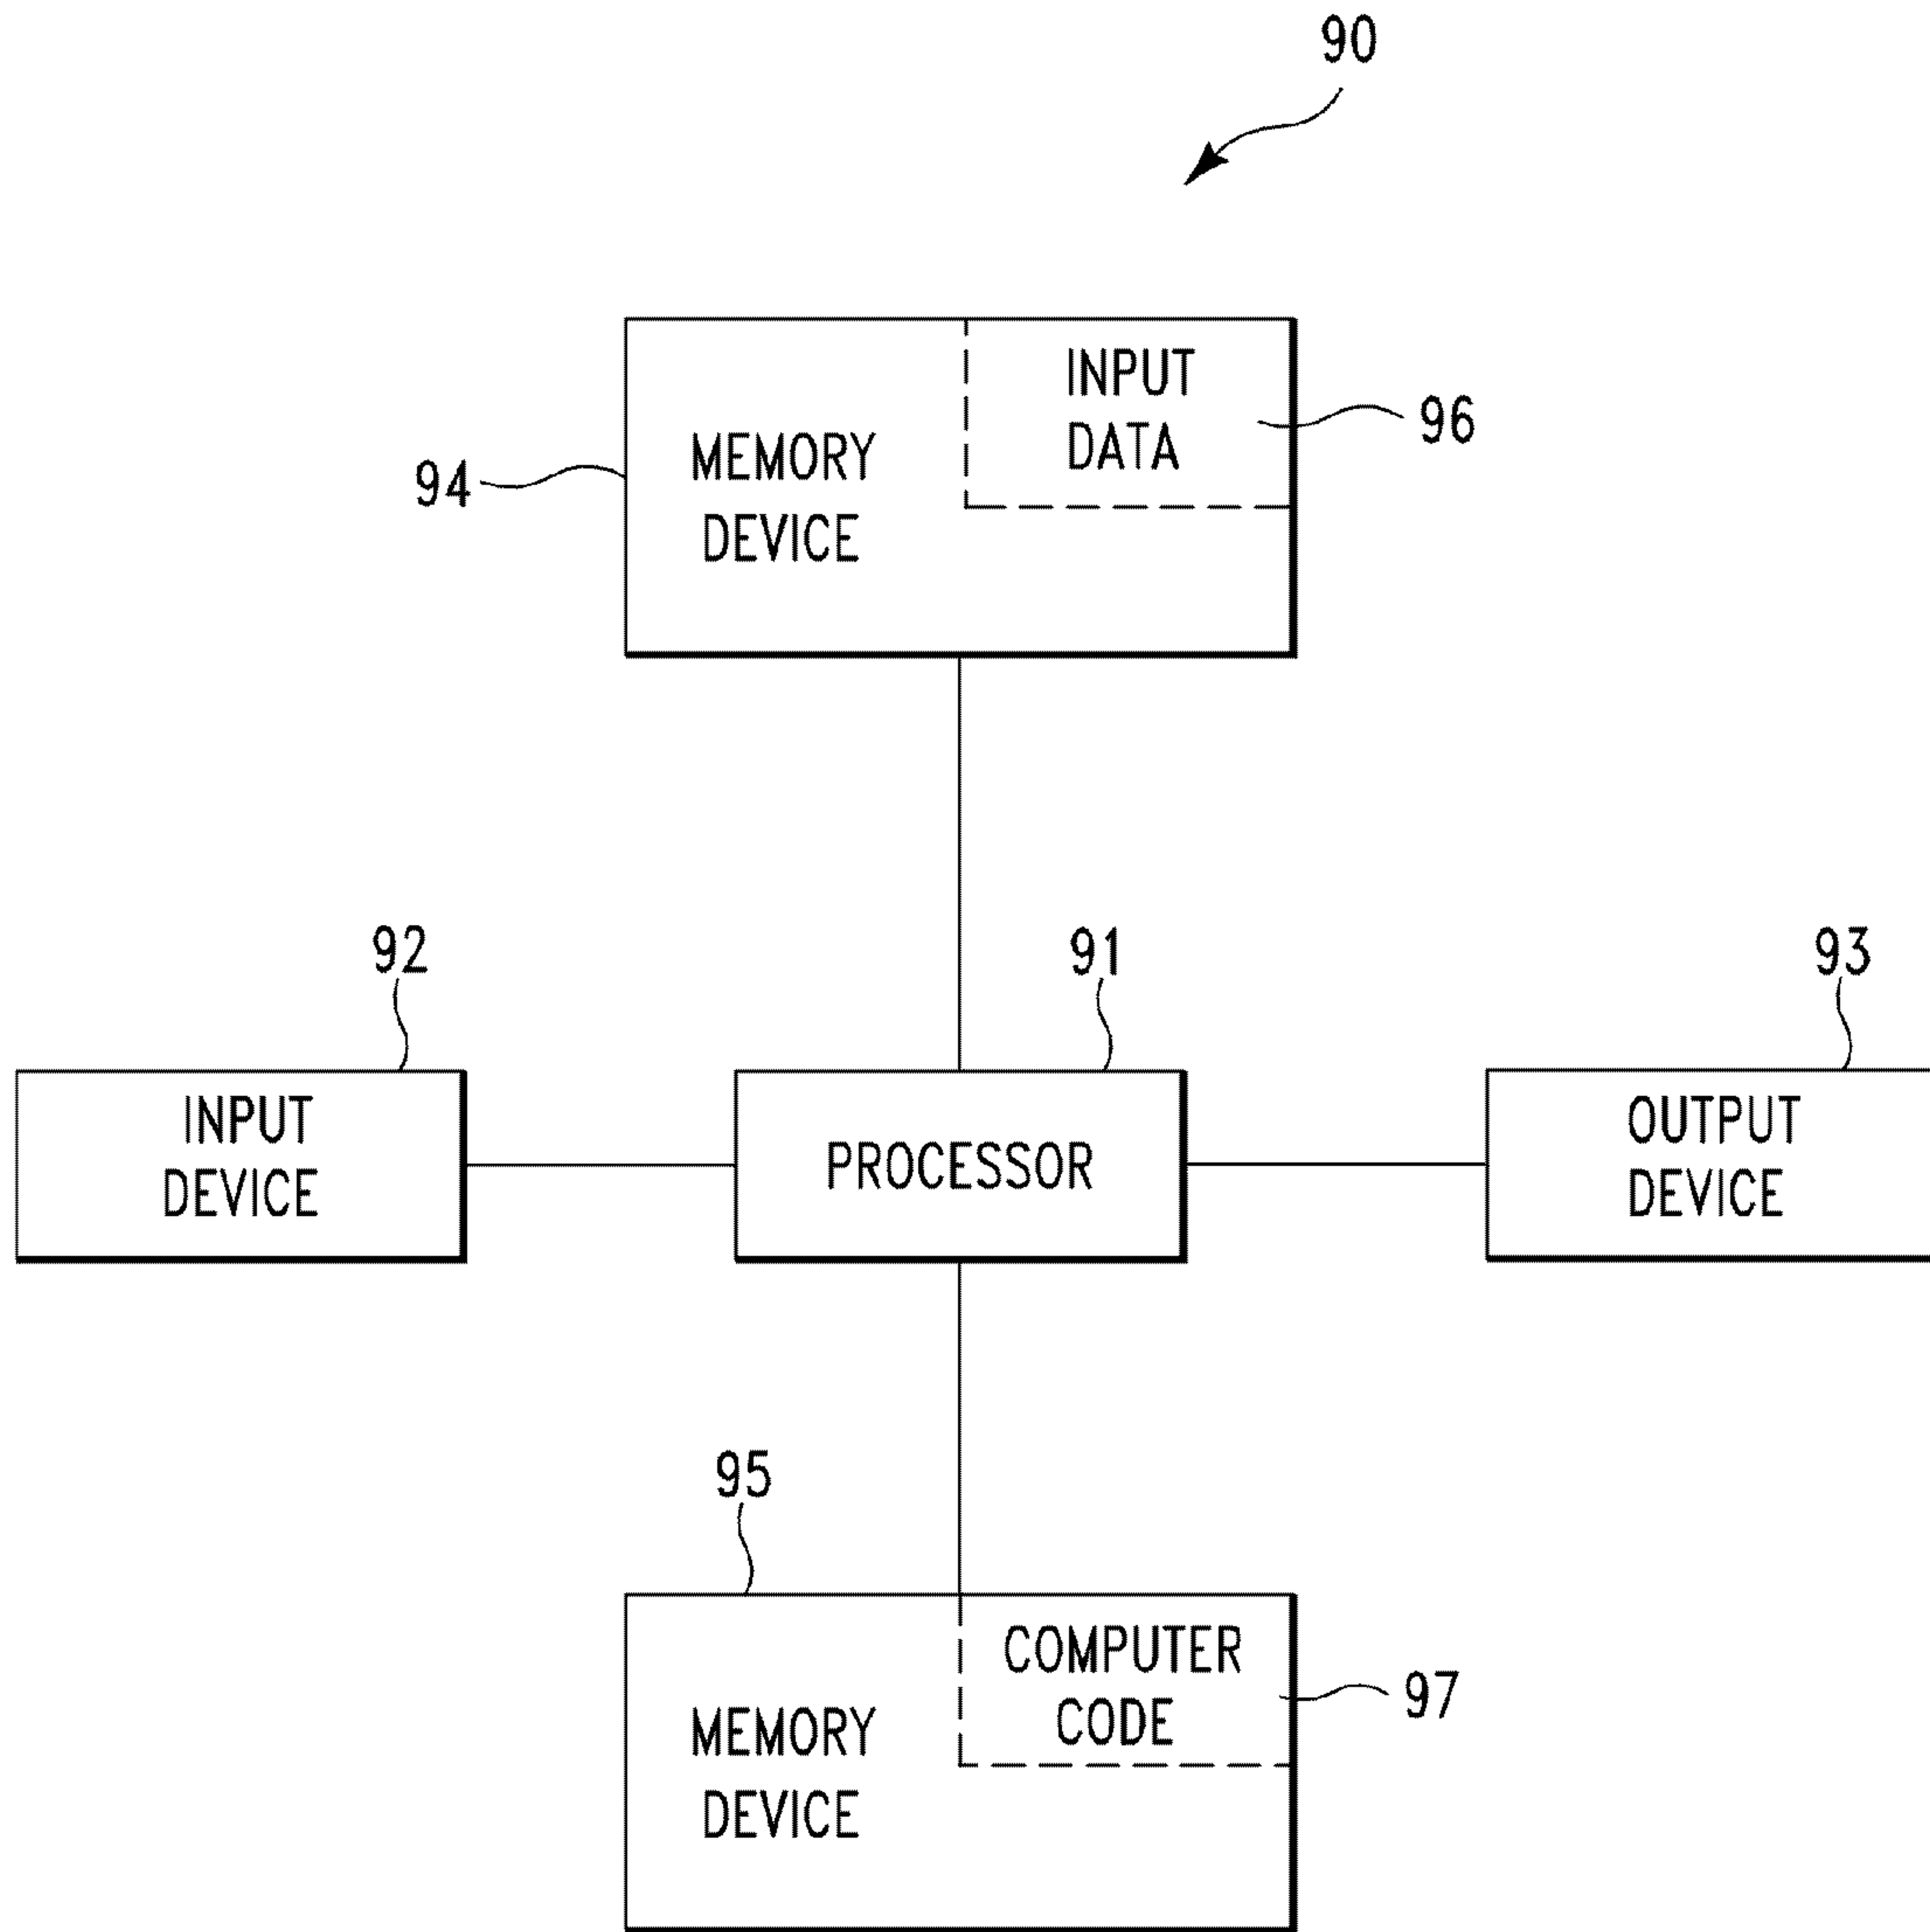 90
INPUT
DATA
96
MEMORY
DEVICE
94
92
91
93
INPUT
DEVICE
PROCESSOR
OUTPUT
DEVICE
95
COMPUTER
CODE
97
MEMORY
DEVICE